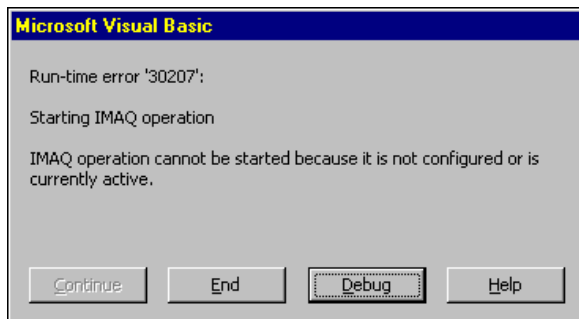 Microsoft Visual Basic
Run-time error '30207':
Starting IMAQ operation
IMAQ operation cannot be started because it is not configured or is
currently active.
Continue End Debug Help